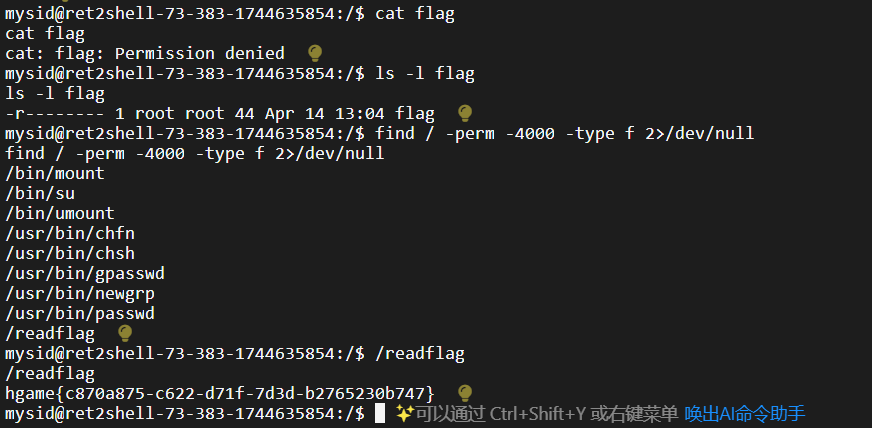 mysid@ret2shell-73-383-1744635854:/$ cat flag
cat flag
cat: flag: Permission denied
mysid@ret2shell-73-383-1744635854:/$ ls -l flag
ls -l flag
-r-------- 1 root root 44 Apr 14 13:04 flag
mysid@ret2shell-73-383-1744635854:/$ find / -perm -4000 -type f 2>/dev/null
find / -perm -4000 -type f 2>/dev/null
/bin/mount
/bin/su
/bin/umount
/usr/bin/chfn
/usr/bin/chsh
/usr/bin/gpasswd
/usr/bin/newgrp
/usr/bin/passwd
/readflag
mysid@ret2shell-73-383-1744635854:/$ /readflag
/readflag
hgame{c870a875-c622-d71f-7d3d-b2765230b747}
mysid@ret2shell-73-383-1744635854:/$ ✨可以通过 Ctrl+Shift+Y 或右键菜单 唤出AI命令助手